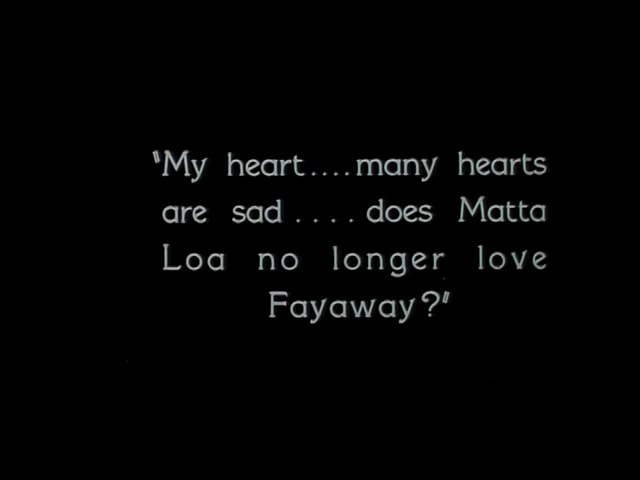 "My heart....many hearts
are sad .... does Matta
Loa no longer love
Fayaway?"